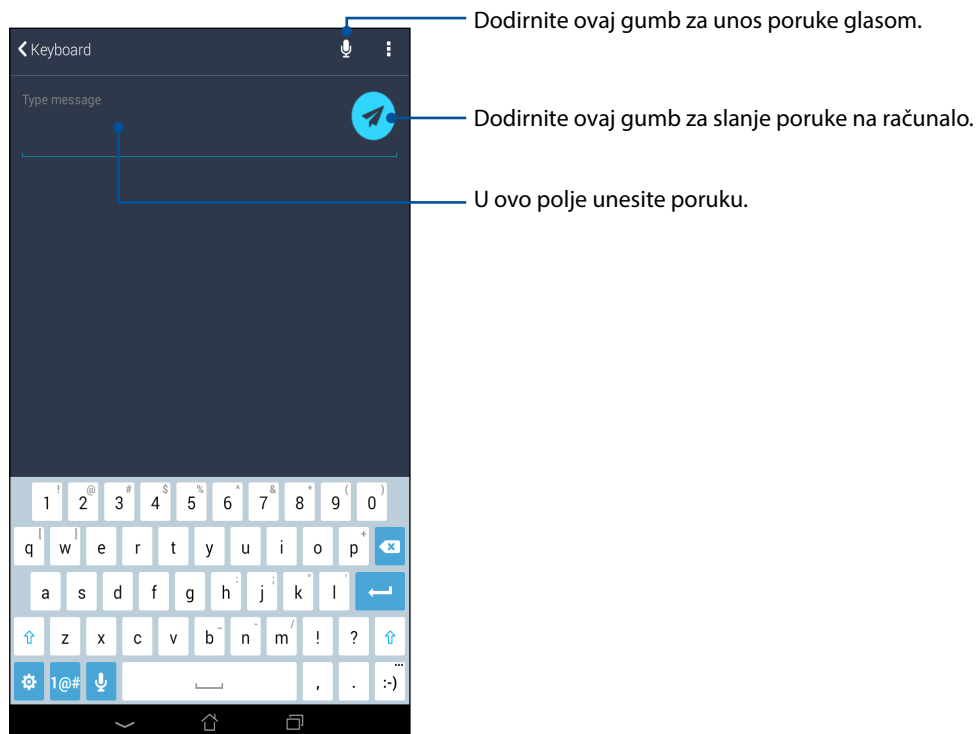 Dodirnite ovaj gumb za unos poruke glasom.
Keyboard
Type message
Dodirnite ovaj gumb za slanje poruke na računalo.
U ovo polje unesite poruku.
! @ # $ % ^ & * ( )
1 2 3 4 5 6 7 8 9 0
[ ] +
q w e r t y u i o p
: ; " '
a s d f g h j k l
_ - /
z x c v b n m ! ?
1@# , . :-)